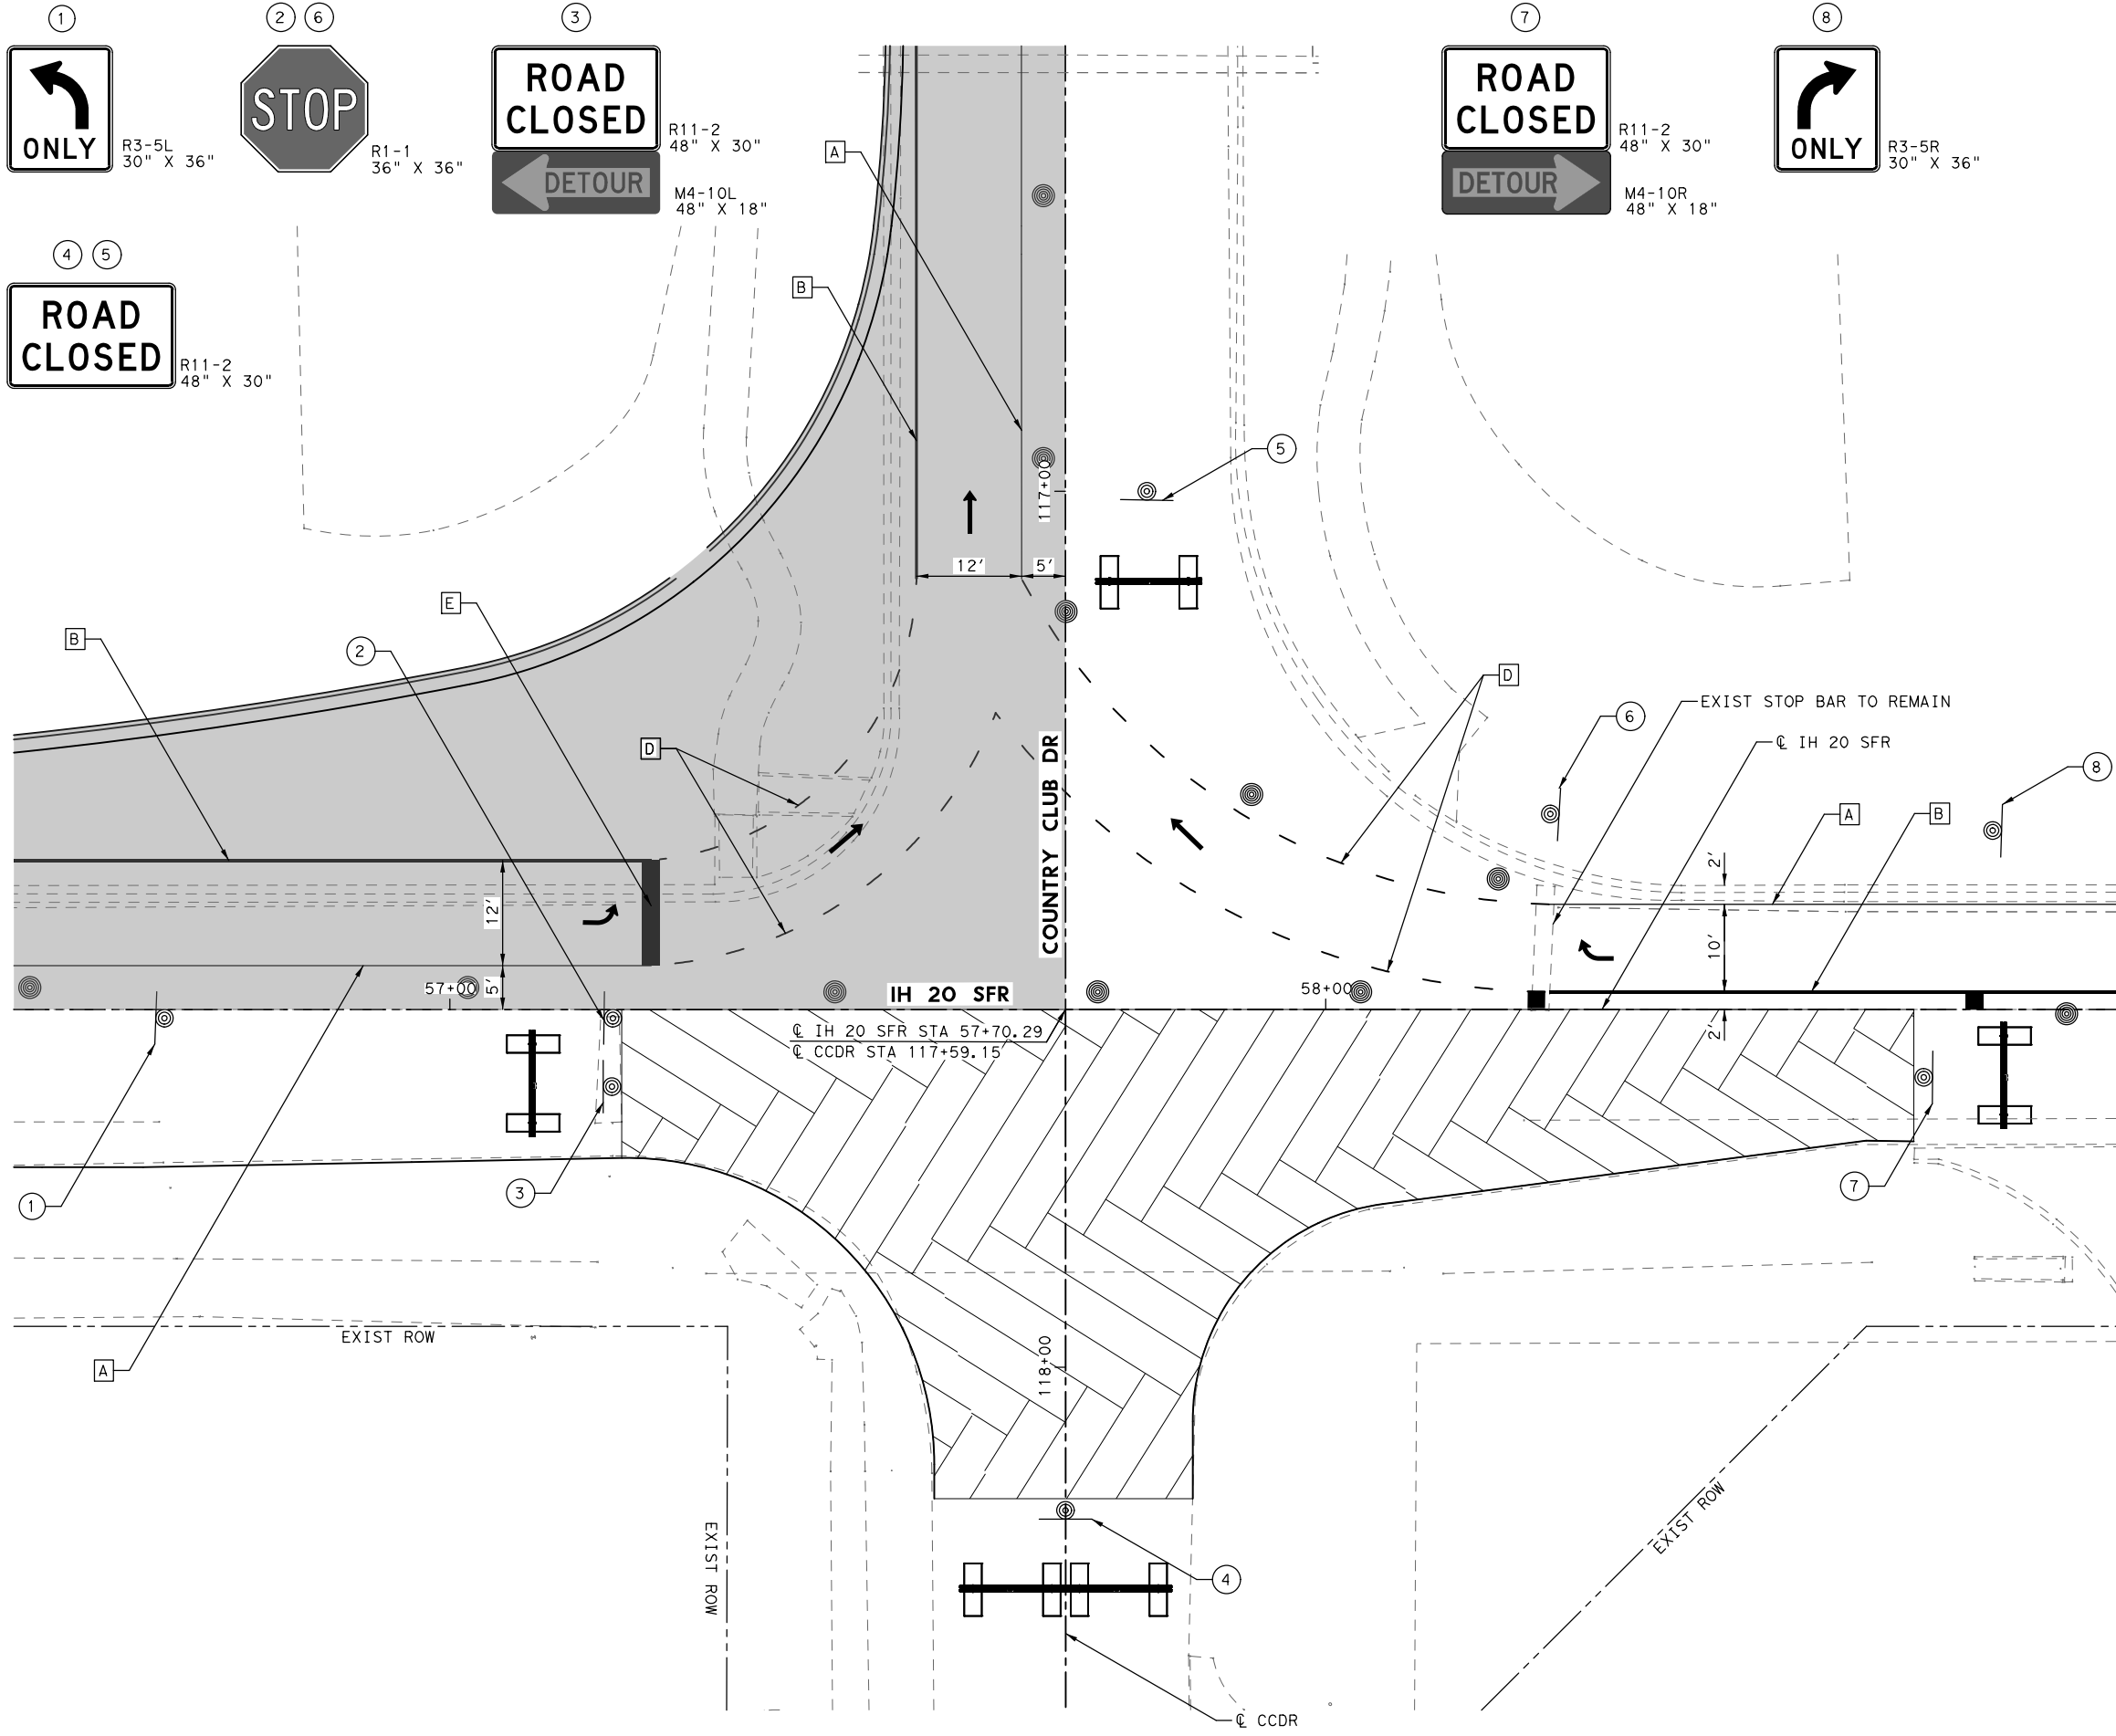 1
2 6
3
7
8
ONLY
R3-5L
30" X 36"
STOP
R1-1
36" X 36"
ROAD
CLOSED
R11-2
48" X 30"
DETOUR
M4-10L
48" X 18"
ROAD
CLOSED
R11-2
48" X 30"
DETOUR
M4-10R
48" X 18"
ONLY
R3-5R
30" X 36"
4 5
ROAD
CLOSED
R11-2
48" X 30"
A
B
5
117+00
12'
5'
E
B
2
D
D
6
EXIST STOP BAR TO REMAIN
℄ IH 20 SFR
8
A
B
COUNTRY CLUB DR
12'
5'
2'
10'
2'
57+00
IH 20 SFR
58+00
℄ IH 20 SFR STA 57+70.29
℄ CCDR STA 117+59.15
1
3
7
EXIST ROW
A
118+00
EXIST ROW
EXIST ROW
4
℄ CCDR